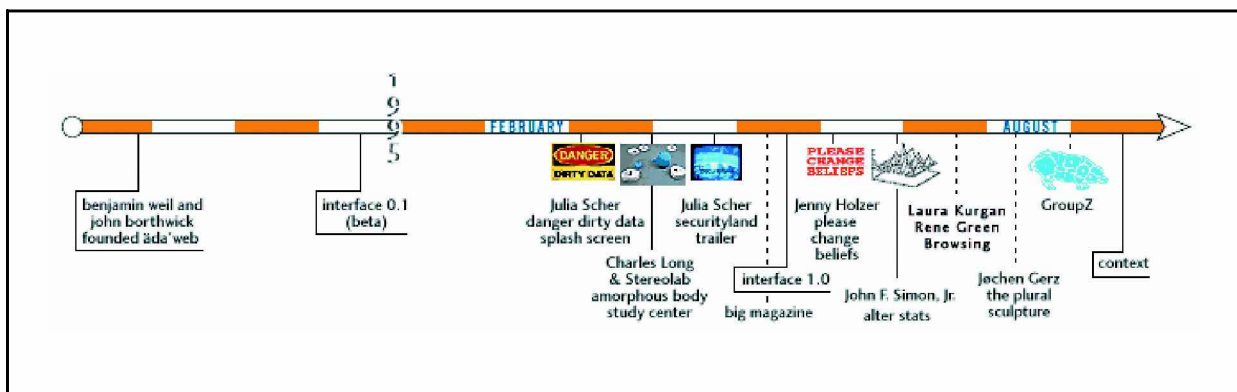 1
9
9
5
FEBRUARY
AUGUST
benjamin weil and
john borthwick
founded äda'web
interface 0.1
(beta)
DANGER
DIRTY DATA
Julia Scher
danger dirty data
splash screen
Charles Long
& Stereolab
amorphous body
study center
Julia Scher
securityland
trailer
big magazine
interface 1.0
PLEASE
CHANGE
BELIEFS
Jenny Holzer
please
change
beliefs
John F. Simon, Jr.
alter stats
Laura Kurgan
Rene Green
Browsing
Jøchen Gerz
the plural
sculpture
GroupZ
context